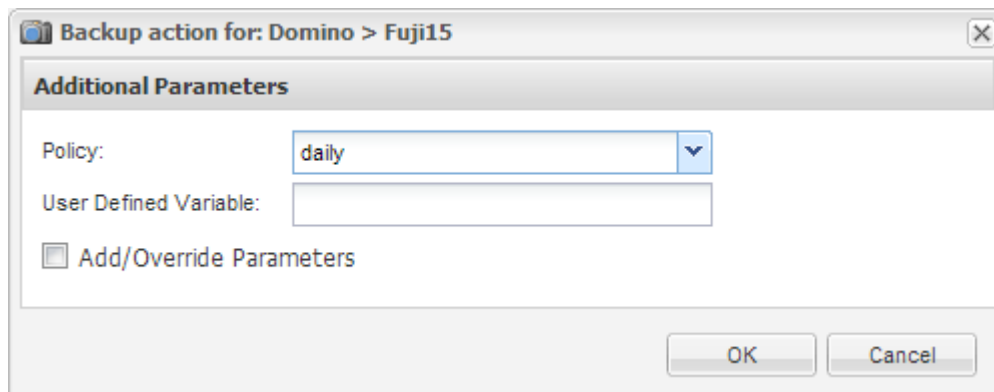 Backup action for: Domino > Fuji15
Additional Parameters
Policy: daily
User Defined Variable:
Add/Override Parameters
OK Cancel